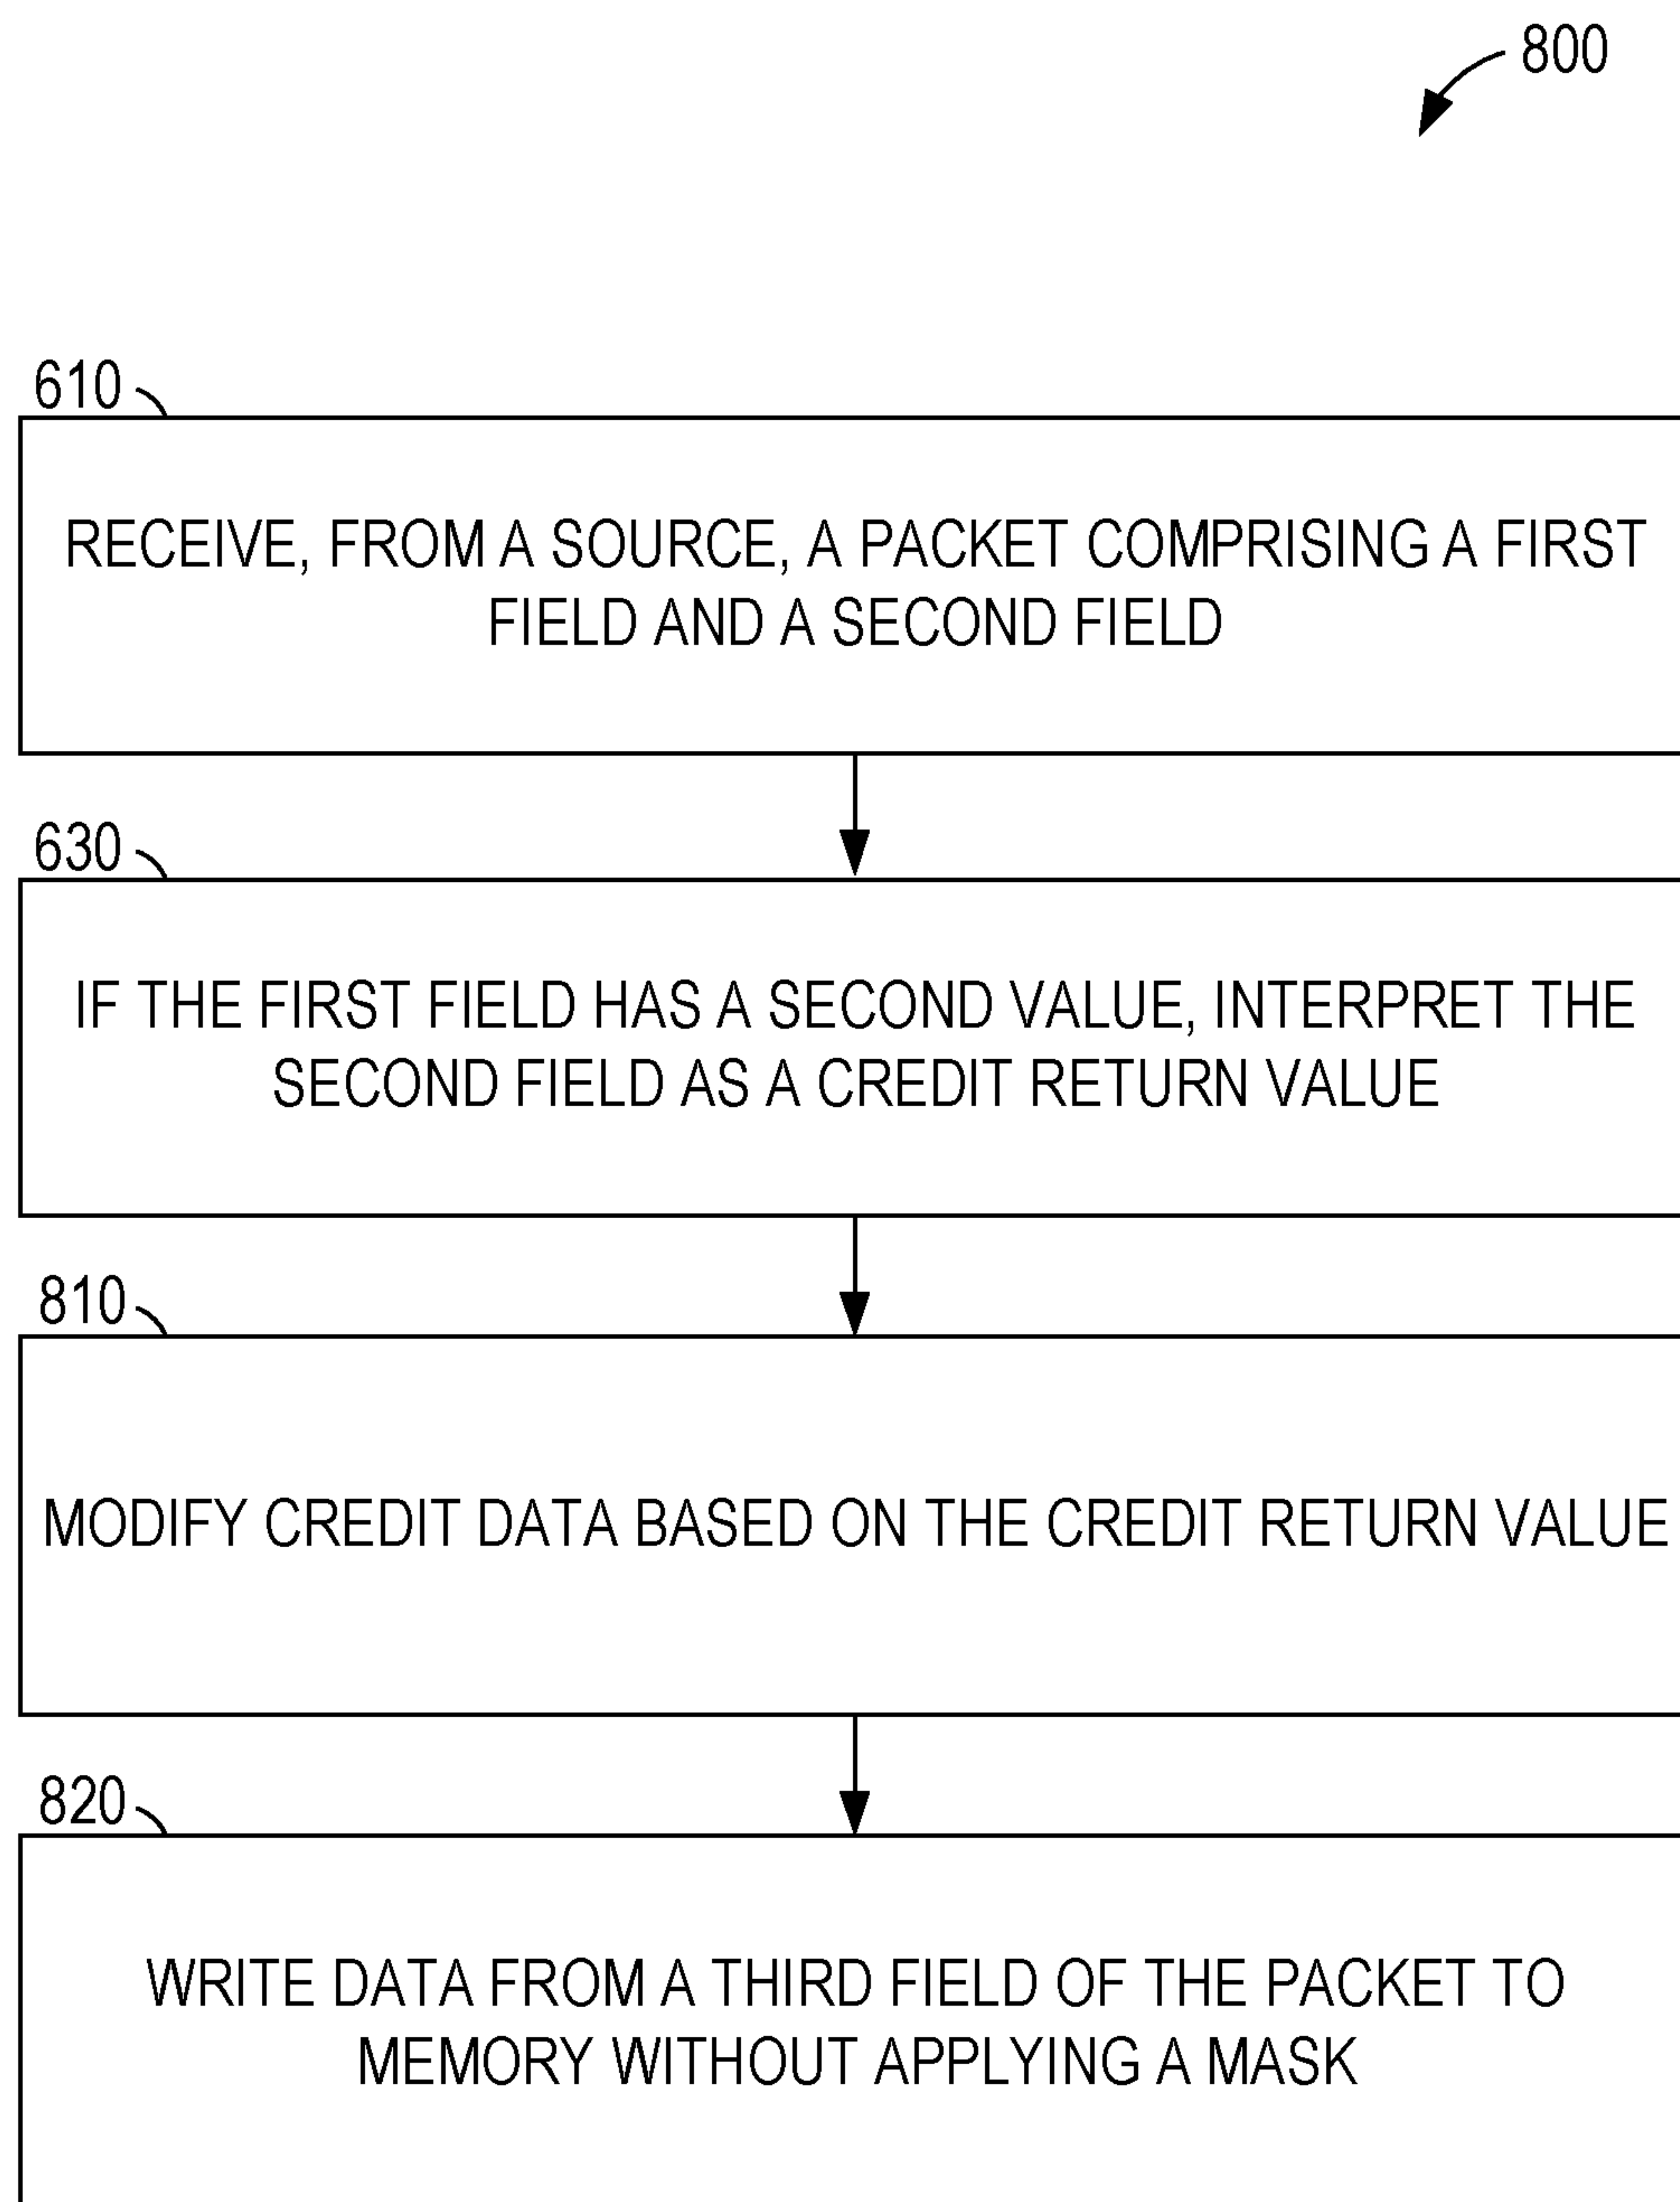 800
610
RECEIVE, FROM A SOURCE, A PACKET COMPRISING A FIRST
FIELD AND A SECOND FIELD
630
IF THE FIRST FIELD HAS A SECOND VALUE, INTERPRET THE
SECOND FIELD AS A CREDIT RETURN VALUE
810
MODIFY CREDIT DATA BASED ON THE CREDIT RETURN VALUE
820
WRITE DATA FROM A THIRD FIELD OF THE PACKET TO
MEMORY WITHOUT APPLYING A MASK